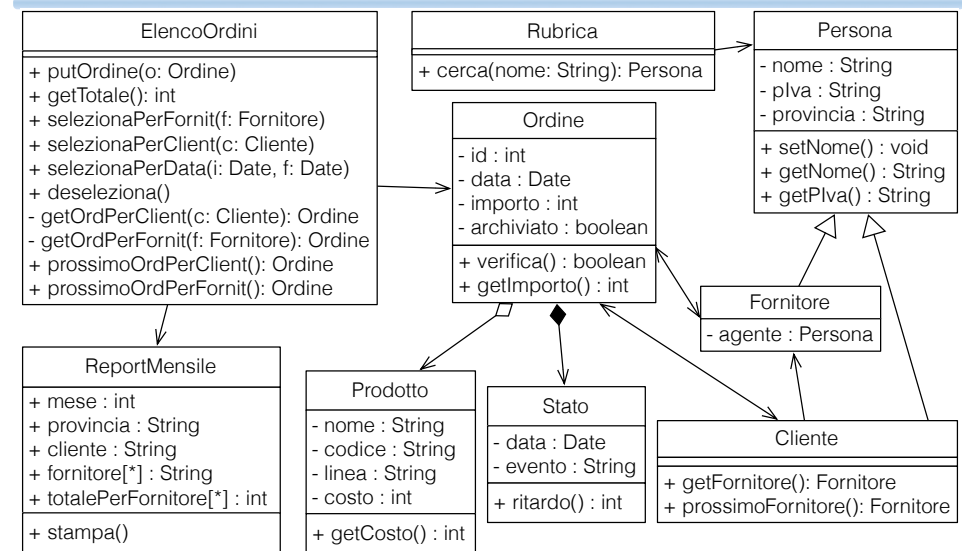 ElencoOrdini
+ putOrdine(o: Ordine)
+ getTotale(): int
+ selezionaPerFornit(f: Fornitore)
+ selezionaPerClient(c: Cliente)
+ selezionaPerData(i: Date, f: Date)
+ deseleziona()
- getOrdPerClient(c: Cliente): Ordine
- getOrdPerFornit(f: Fornitore): Ordine
+ prossimoOrdPerClient(): Ordine
+ prossimoOrdPerFornit(): Ordine
Rubrica
+ cerca(nome: String): Persona
Persona
- nome : String
- pIva : String
- provincia : String
+ setNome() : void
+ getNome() : String
+ getPIva() : String
Ordine
- id : int
- data : Date
- importo : int
- archiviato : boolean
+ verifica() : boolean
+ getImporto() : int
Fornitore
- agente : Persona
ReportMensile
+ mese : int
+ provincia : String
+ cliente : String
+ fornitore[*] : String
+ totalePerFornitore[*] : int
+ stampa()
Prodotto
- nome : String
- codice : String
- linea : String
- costo : int
+ getCosto() : int
Stato
- data : Date
- evento : String
+ ritardo() : int
Cliente
+ getFornitore(): Fornitore
+ prossimoFornitore(): Fornitore